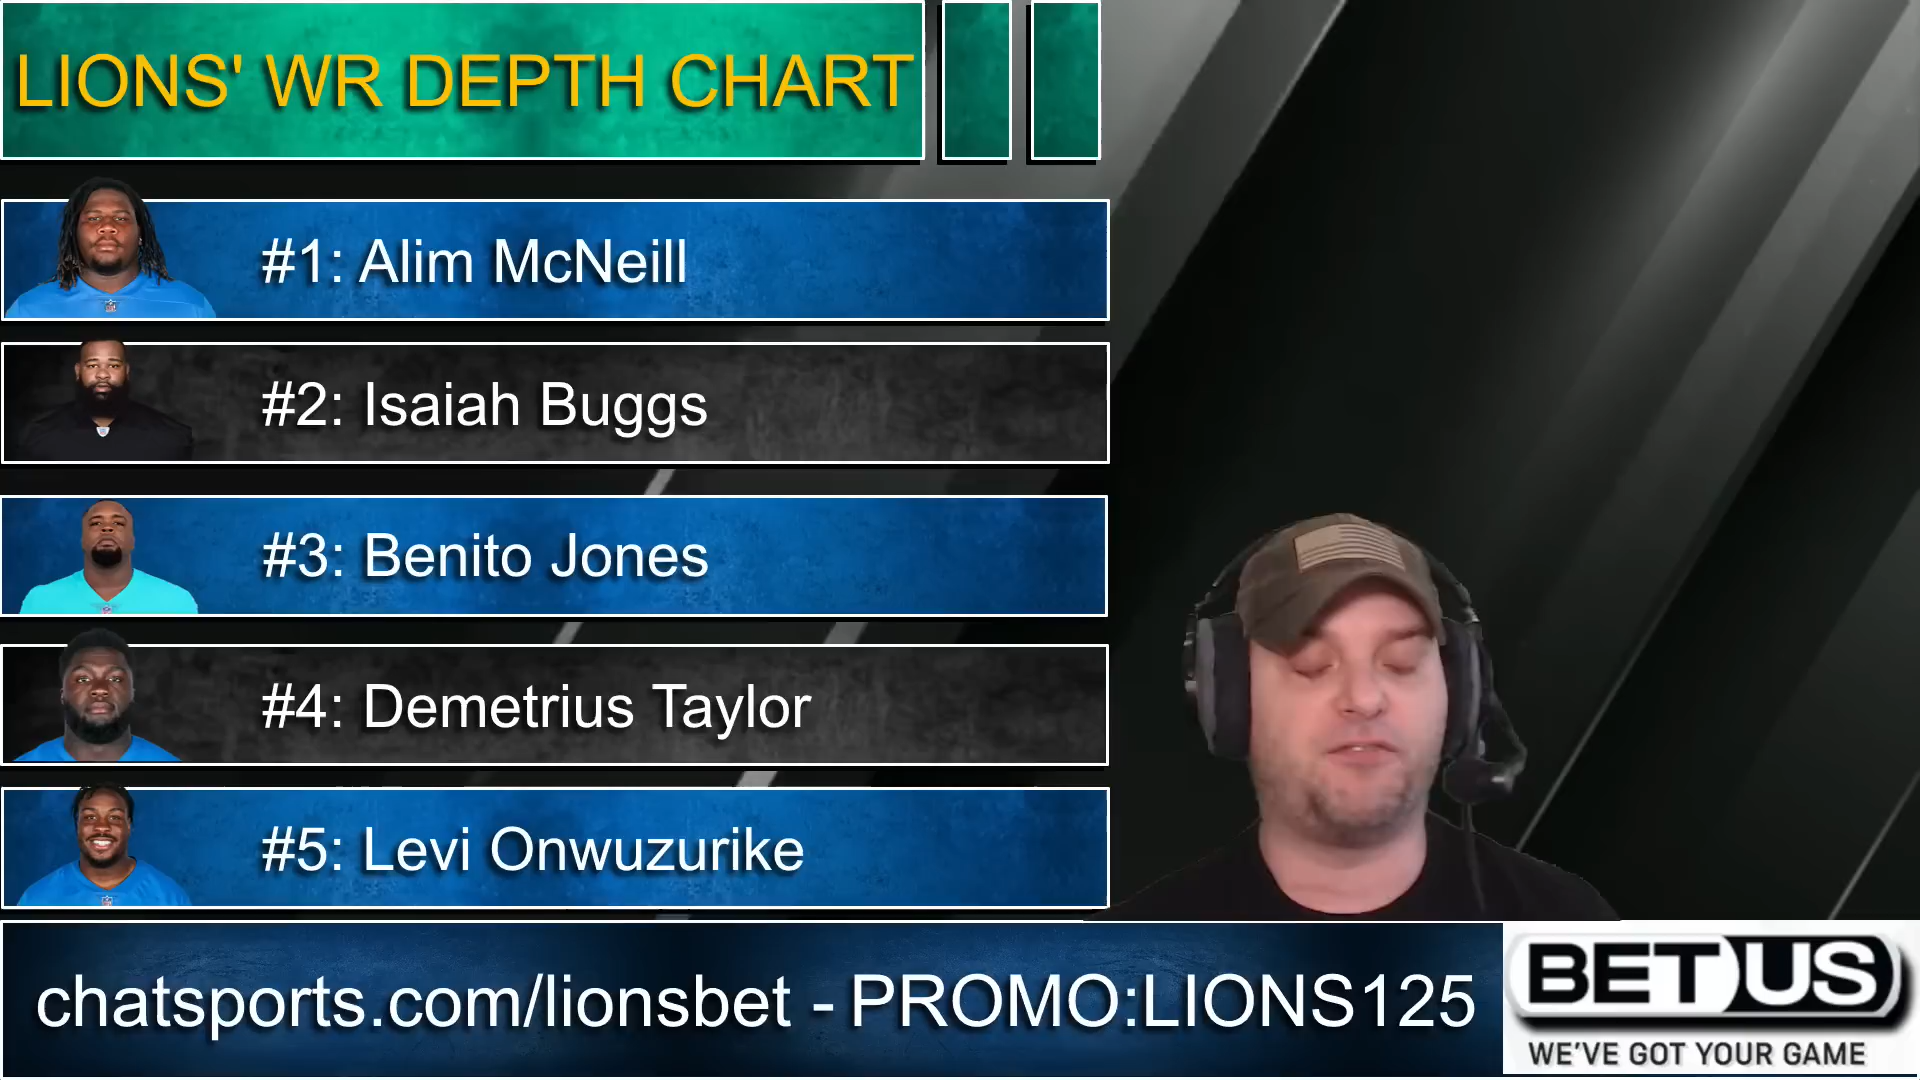 LIONS' WR DEPTH CHART
#1: Alim McNeill
#2: Isaiah Buggs
#3: Benito Jones
#4: Demetrius Taylor
#5: Levi Onwuzurike
chatsports.com/lionsbet - PROMO:LIONS125
BETUS
WE'VE GOT YOUR GAME